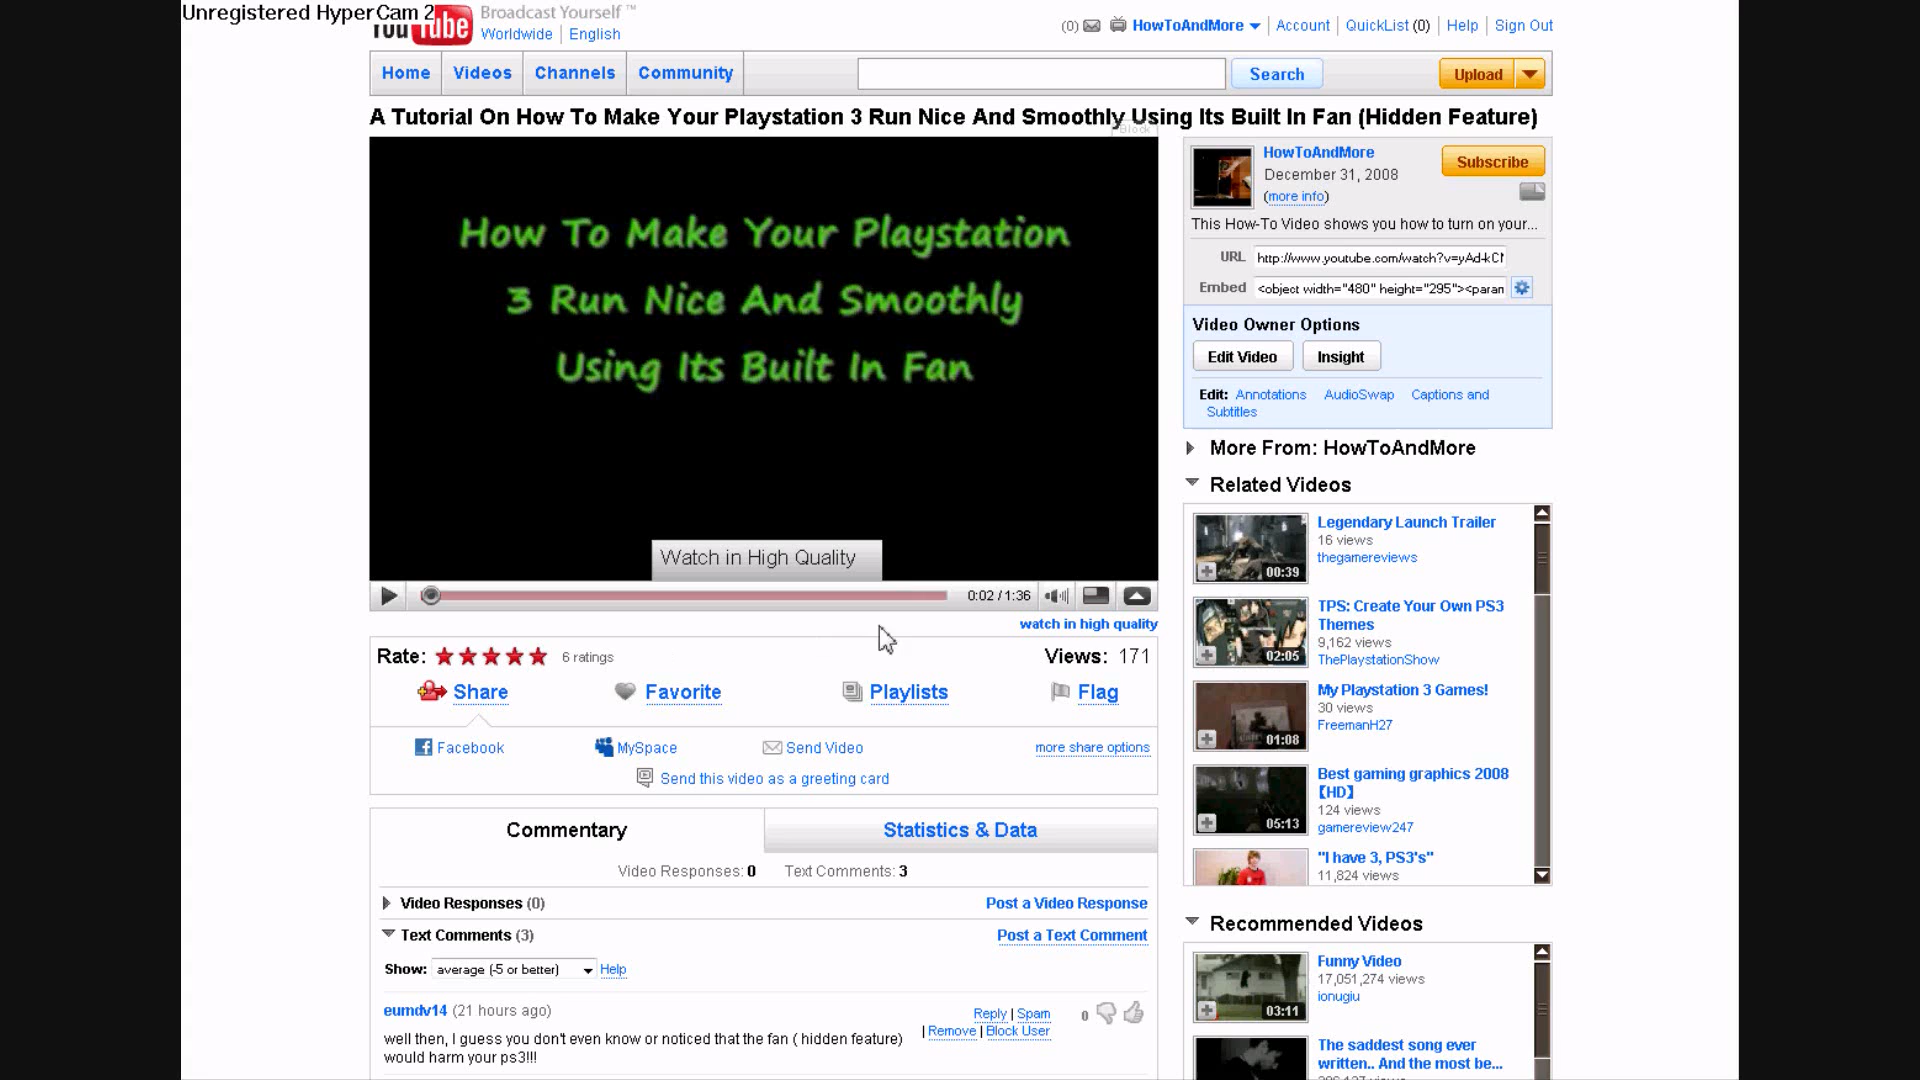 Unregistered HyperCam 2
YouTube
Broadcast Yourself ™
Worldwide | English
(0) HowToAndMore | Account | QuickList (0) | Help | Sign Out
Home Videos Channels Community Search Upload
A Tutorial On How To Make Your Playstation 3 Run Nice And Smoothly Using Its Built In Fan (Hidden Feature)
Block
How To Make Your Playstation
3 Run Nice And Smoothly
Using Its Built In Fan
Watch in High Quality
0:02 / 1:36
watch in high quality
Rate: 6 ratings Views: 171
Share Favorite Playlists Flag
Facebook MySpace Send Video more share options
Send this video as a greeting card
Commentary Statistics & Data
Video Responses: 0 Text Comments: 3
Video Responses (0) Post a Video Response
Text Comments (3) Post a Text Comment
Show: average (-5 or better) Help
eumdv14 (21 hours ago)
Reply | Spam 0
| Remove | Block User
well then, I guess you don't even know or noticed that the fan ( hidden feature)
would harm your ps3!!!
HowToAndMore
December 31, 2008
(more info)
Subscribe
This How-To Video shows you how to turn on your...
URL http://www.youtube.com/watch?v=yAd-kC
Embed <object width="480" height="295"><param
Video Owner Options
Edit Video Insight
Edit: Annotations AudioSwap Captions and
Subtitles
More From: HowToAndMore
Related Videos
Legendary Launch Trailer
16 views
thegamereviews
00:39
TPS: Create Your Own PS3
Themes
9,162 views
ThePlaystationShow
02:05
My Playstation 3 Games!
30 views
FreemanH27
01:08
Best gaming graphics 2008
【HD】
124 views
gamereview247
05:13
"I have 3, PS3's"
11,824 views
Recommended Videos
Funny Video
17,051,274 views
ionugiu
03:11
The saddest song ever
written.. And the most be...